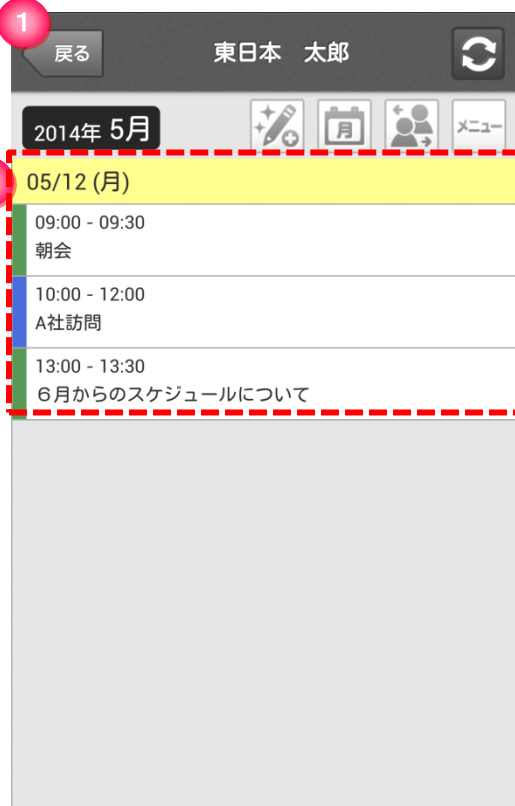 1
戻る
東日本　太郎
2014年 5月
月
メニュー
05/12 (月)
09:00 - 09:30
朝会
10:00 - 12:00
A社訪問
13:00 - 13:30
６月からのスケジュールについて